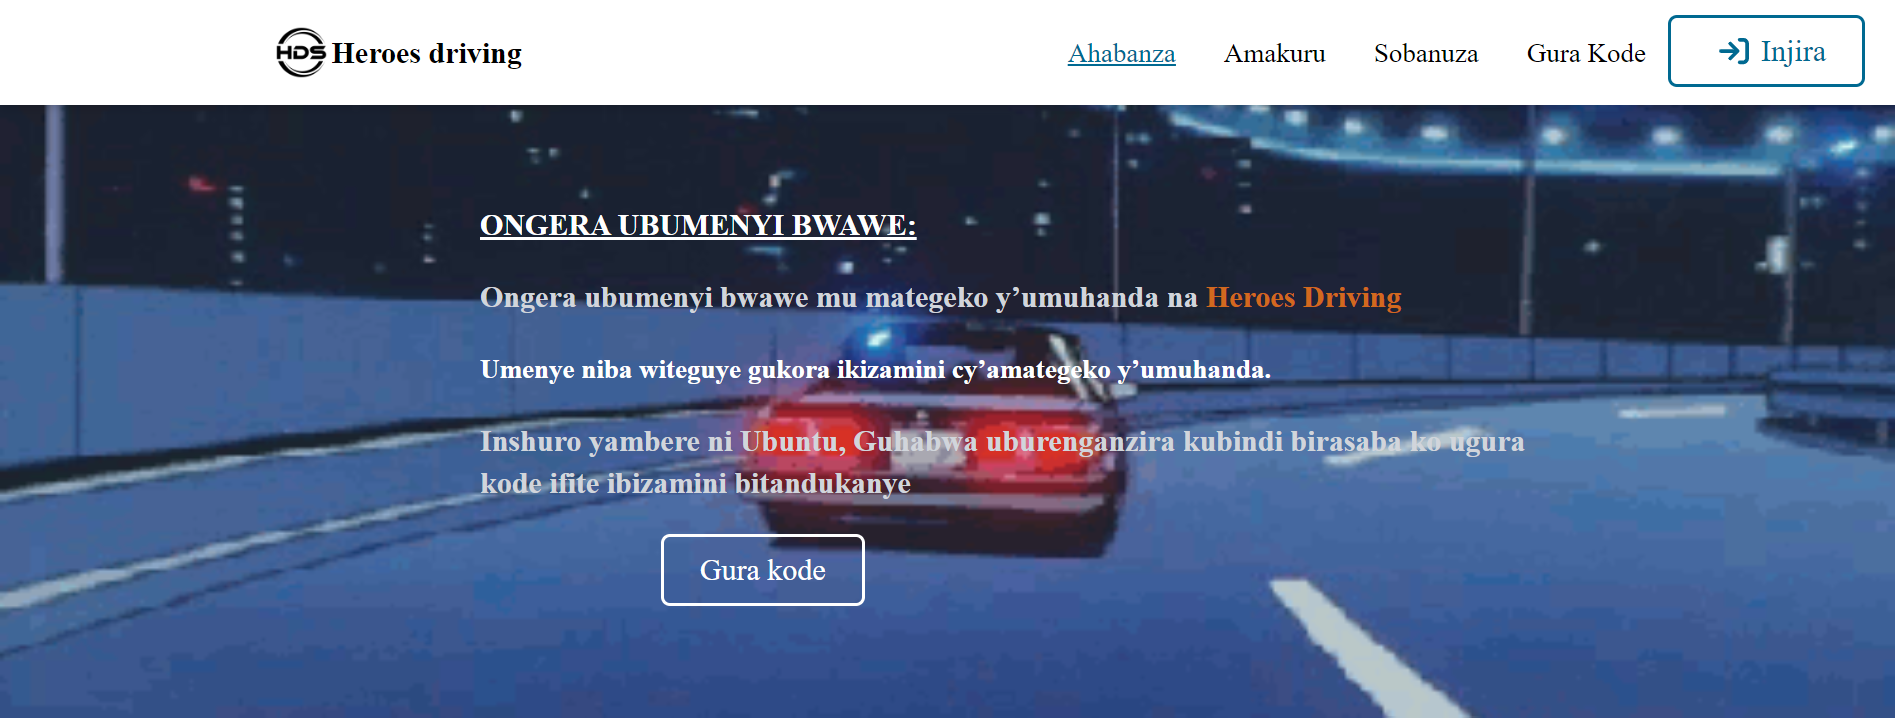 HDS Heroes driving
Ahabanza
Amakuru
Sobanuza
Gura Kode
Injira
ONGERA UBUMENYI BWAWE:
Ongera ubumenyi bwawe mu mategeko y’umuhanda na Heroes Driving
Umenye niba witeguye gukora ikizamini cy’amategeko y’umuhanda.
Inshuro yambere ni Ubuntu, Guhabwa uburenganzira kubindi birasaba ko ugura
kode ifite ibizamini bitandukanye
Gura kode